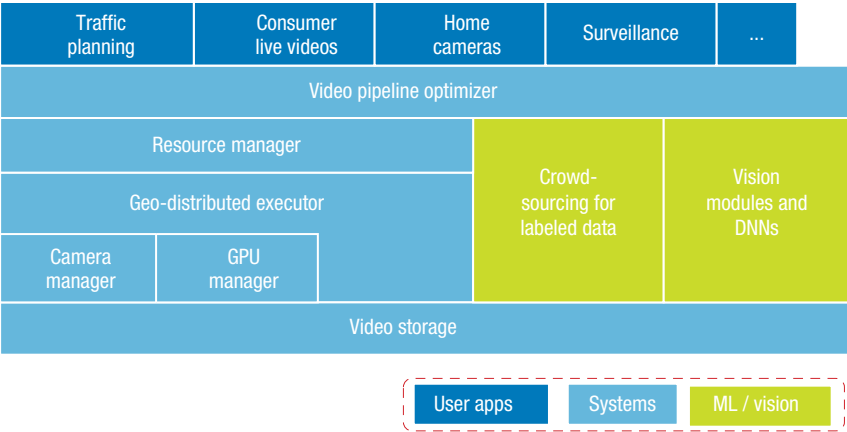 Traffic
planning
Consumer
live videos
Home
cameras
Surveillance
...
Video pipeline optimizer
Resource manager
Geo-distributed executor
Camera
manager
GPU
manager
Crowd-
sourcing for
labeled data
Vision
modules and
DNNs
Video storage
User apps
Systems
ML / vision